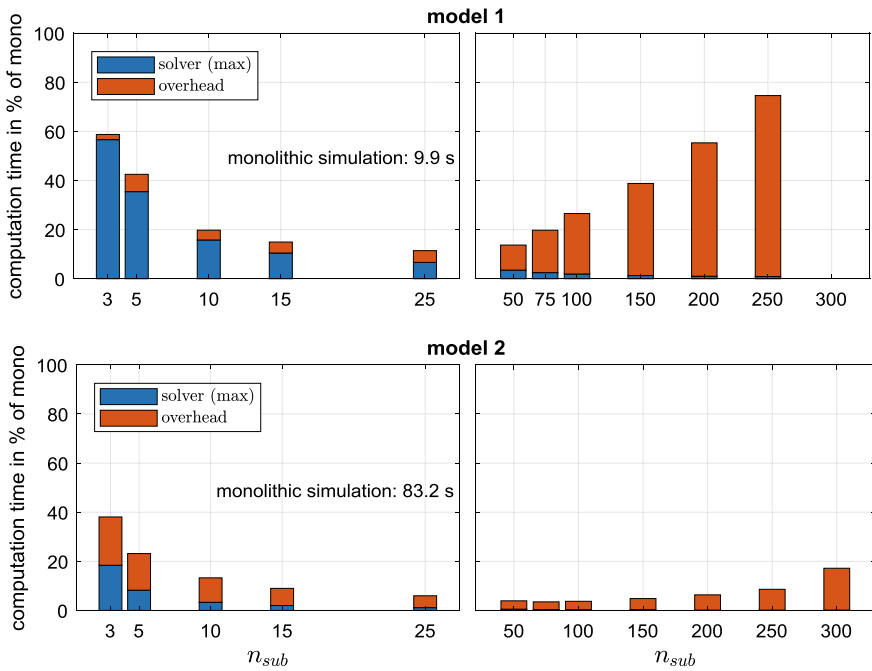 model 1
computation time in % of mono
100
80
60
40
20
0
solver (max)
overhead
monolithic simulation: 9.9 s
3 5 10 15 25
50 75 100 150 200 250 300
model 2
computation time in % of mono
100
80
60
40
20
0
solver (max)
overhead
monolithic simulation: 83.2 s
3 5 10 15 25
50 100 150 200 250 300
n_sub
n_sub